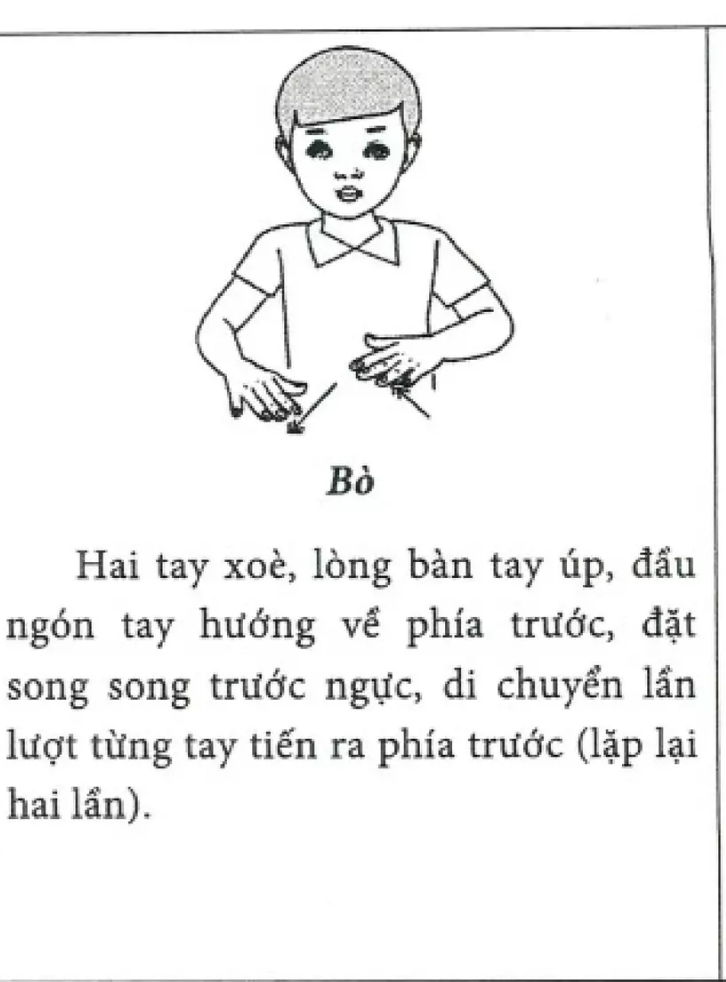 Bò
Hai tay xoè, lòng bàn tay úp, đầu
ngón tay hướng về phía trước, đặt
song song trước ngực, di chuyển lần
lượt từng tay tiến ra phía trước (lặp lại
hai lần).